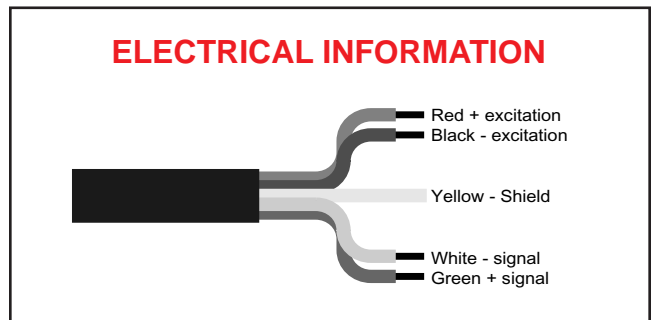 ELECTRICAL INFORMATION
Red + excitation
Black - excitation
Yellow - Shield
White - signal
Green + signal